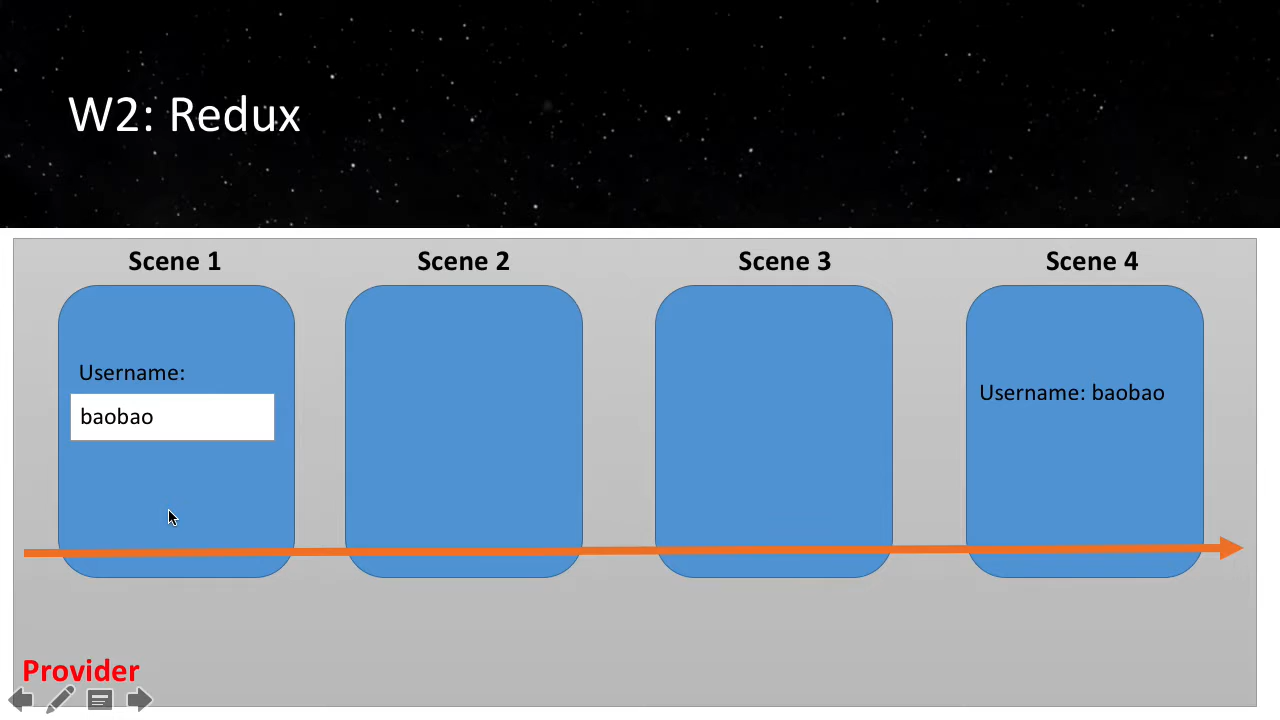 W2: Redux
Scene 1
Scene 2
Scene 3
Scene 4
Username:
baobao
Username: baobao
Provider